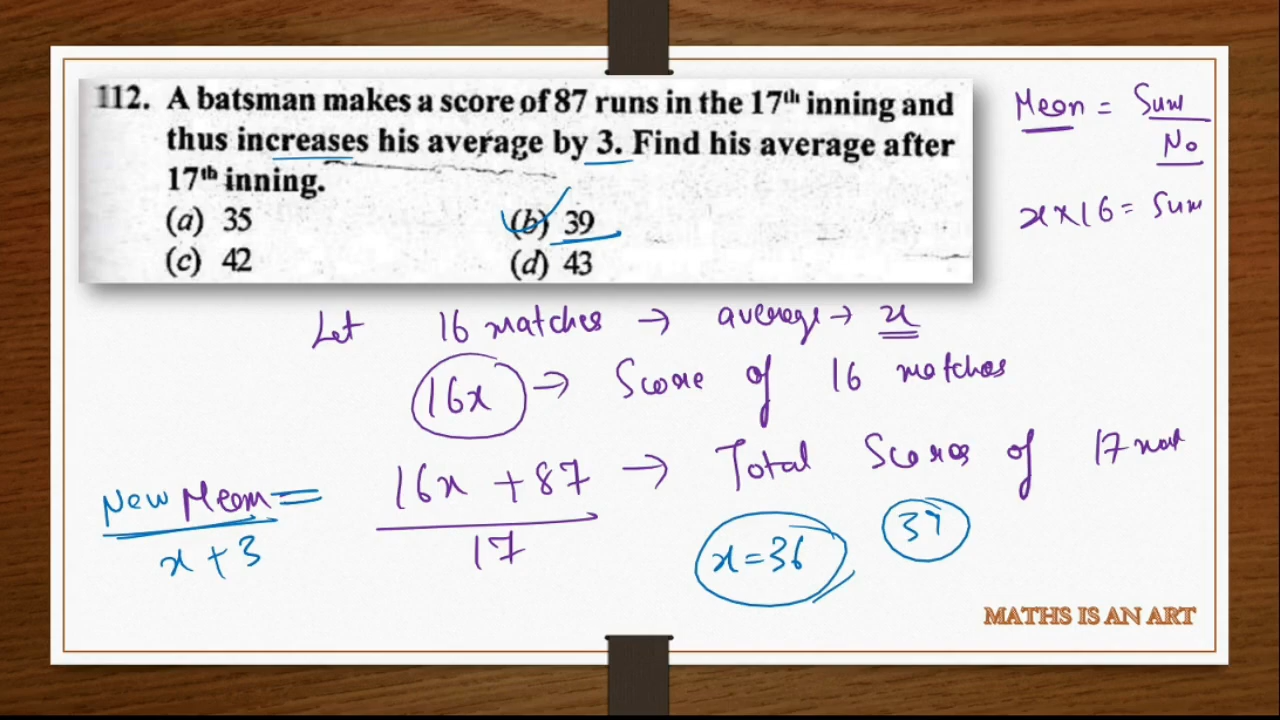 112. A batsman makes a score of 87 runs in the 17th inning and
thus increases his average by 3. Find his average after
17th inning.
(a) 35
(b) 39
(c) 42
(d) 43
Mean = Sum
No
x×16 = Sum
Let 16 matches → average → x
16x → Score of 16 matches
16x + 87 → Total Scores of 17 mat
17
New Mean =
x + 3
x = 36
39
MATHS IS AN ART